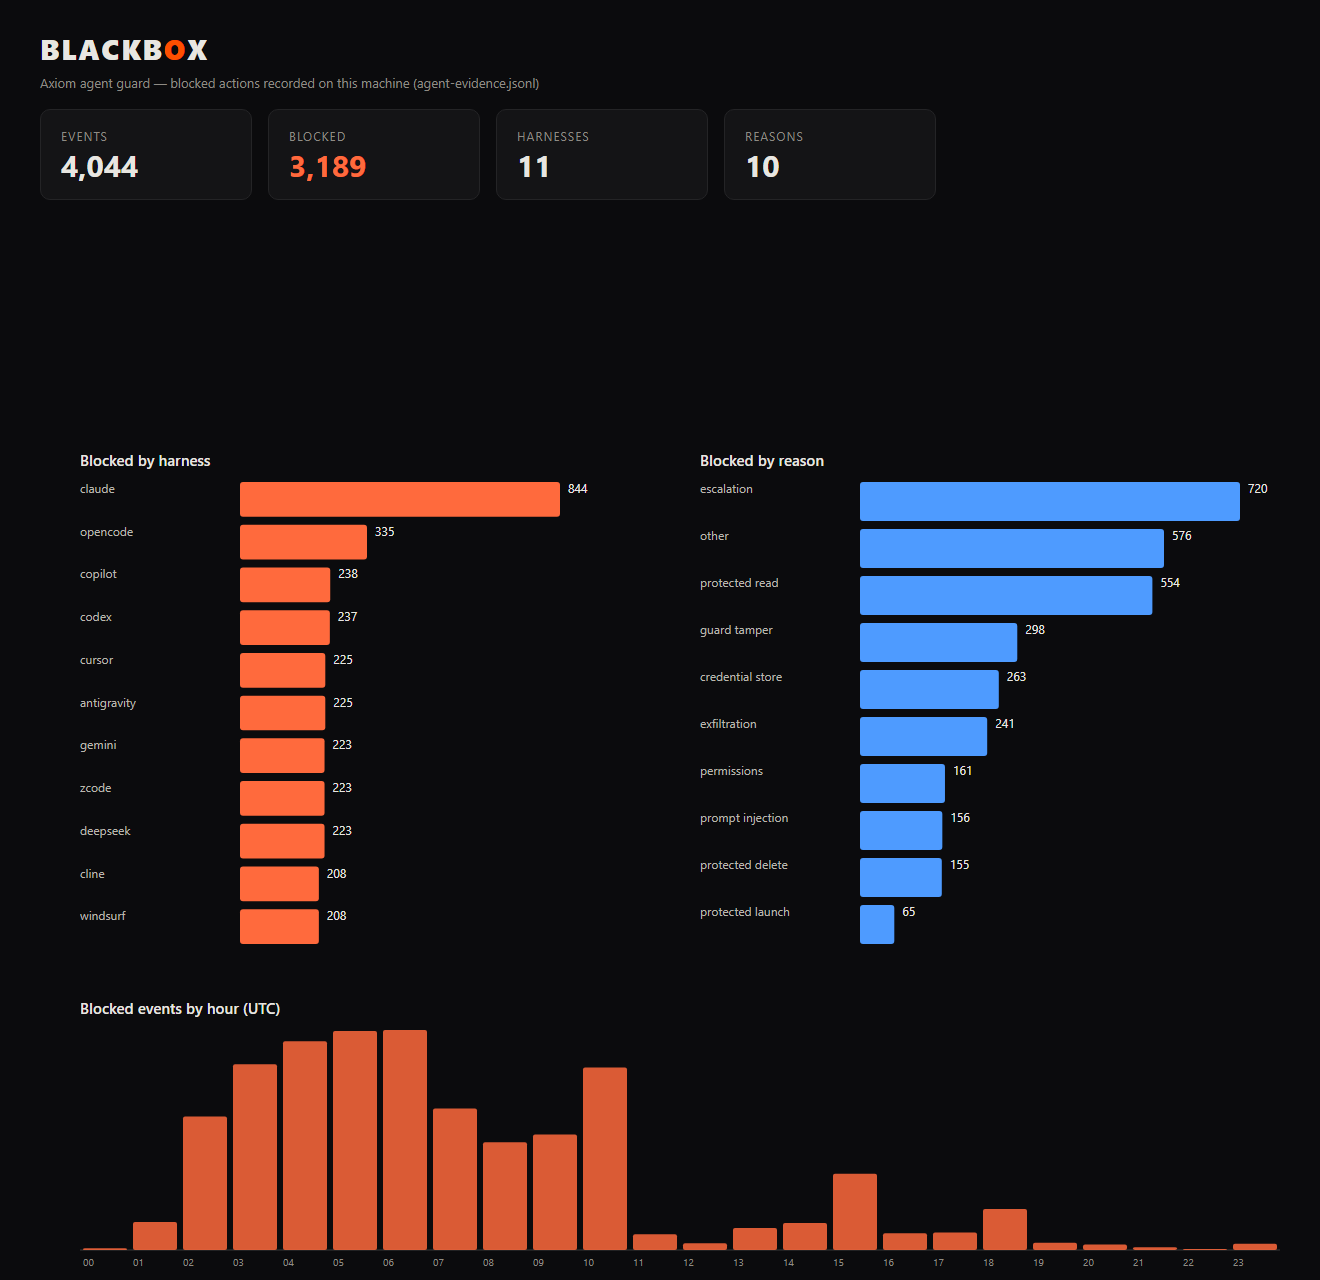 BLACKBOX
Axiom agent guard — blocked actions recorded on this machine (agent-evidence.jsonl)
EVENTS
4,044
BLOCKED
3,189
HARNESSES
11
REASONS
10
Blocked by harness
claude 844
opencode 335
copilot 238
codex 237
cursor 225
antigravity 225
gemini 223
zcode 223
deepseek 223
cline 208
windsurf 208
Blocked by reason
escalation 720
other 576
protected read 554
guard tamper 298
credential store 263
exfiltration 241
permissions 161
prompt injection 156
protected delete 155
protected launch 65
Blocked events by hour (UTC)
00 01 02 03 04 05 06 07 08 09 10 11 12 13 14 15 16 17 18 19 20 21 22 23